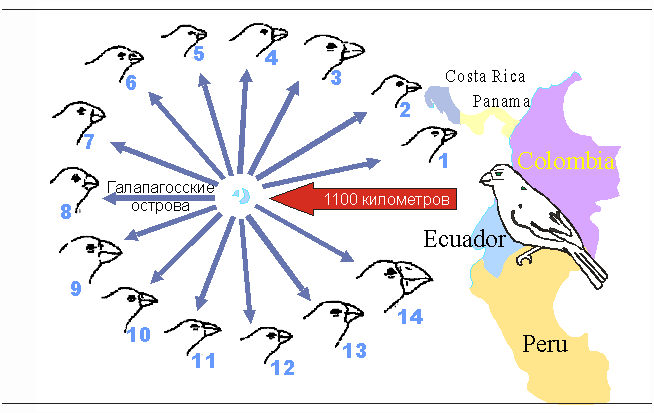 5
4
3
6
2
Costa Rica
Panama
7
1
Colombia
Галапагосские
острова
8
1100 километров
Ecuador
9
10
11
12
13
14
Peru